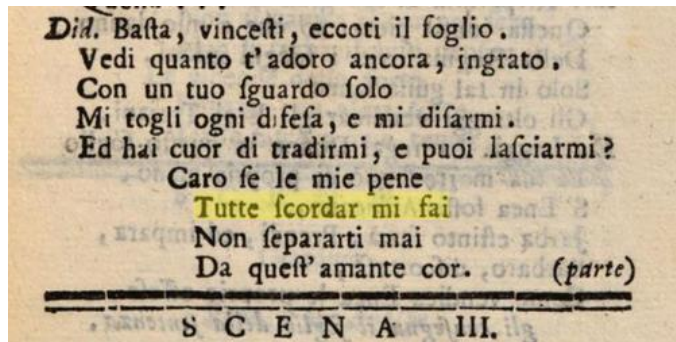 Did. Baſta, vinceſti, eccoti il foglio.
Vedi quanto t'adoro ancora, ingrato.
Con un tuo ſguardo ſolo
Mi togli ogni difeſa, e mi diſarmi.
Ed hai cuor di tradirmi, e puoi laſciarmi?
Caro ſe le mie pene
Tutte ſcordar mi fai
Non ſepararti mai
Da queſt'amante cor. (parte)
SCENA III.